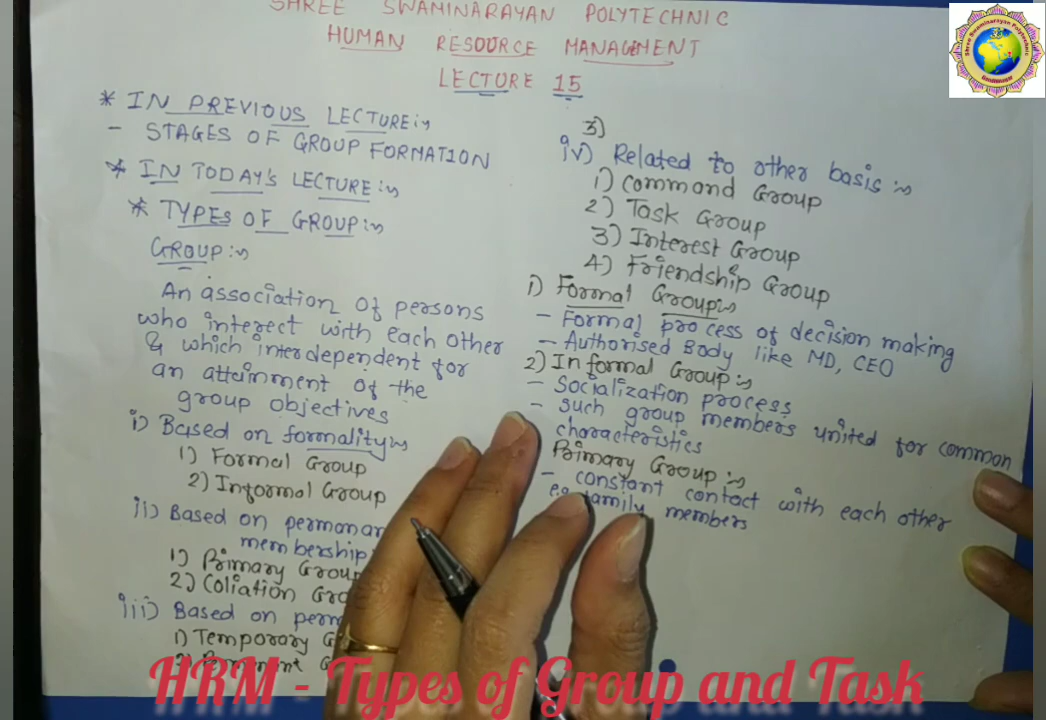 SHREE SWAMINARAYAN POLYTECHNIC
HUMAN RESOURCE MANAGMENT
LECTURE 15
* IN PREVIOUS LECTURE:-
- STAGES OF GROUP FORMATION
* IN TODAY'S LECTURE:-
* TYPES OF GROUP:-
GROUP:-
An association of persons
who interect with each other
& which interdependent for
an attainment of the
group objectives
i) Based on formality:-
1) Formal Group
2) Informal Group
ii) Based on
membership
1) Primary Group
2) Coliation
iii) Based on
1) Temporary
3)
iv) Related to other basis:-
1) Command Group
2) Task Group
3) Interest Group
4) Friendship Group
1) Formal Group:-
- Formal process of decision making
- Authorised Body like MD, CEO
2) Informal Group:-
- Socialization process
- such group members united for common
characteristics
Primary Group:-
- constant contact with each other
e.g. family members
HRM - Types of Group and Task
Shree Swaminarayan Polytechnic